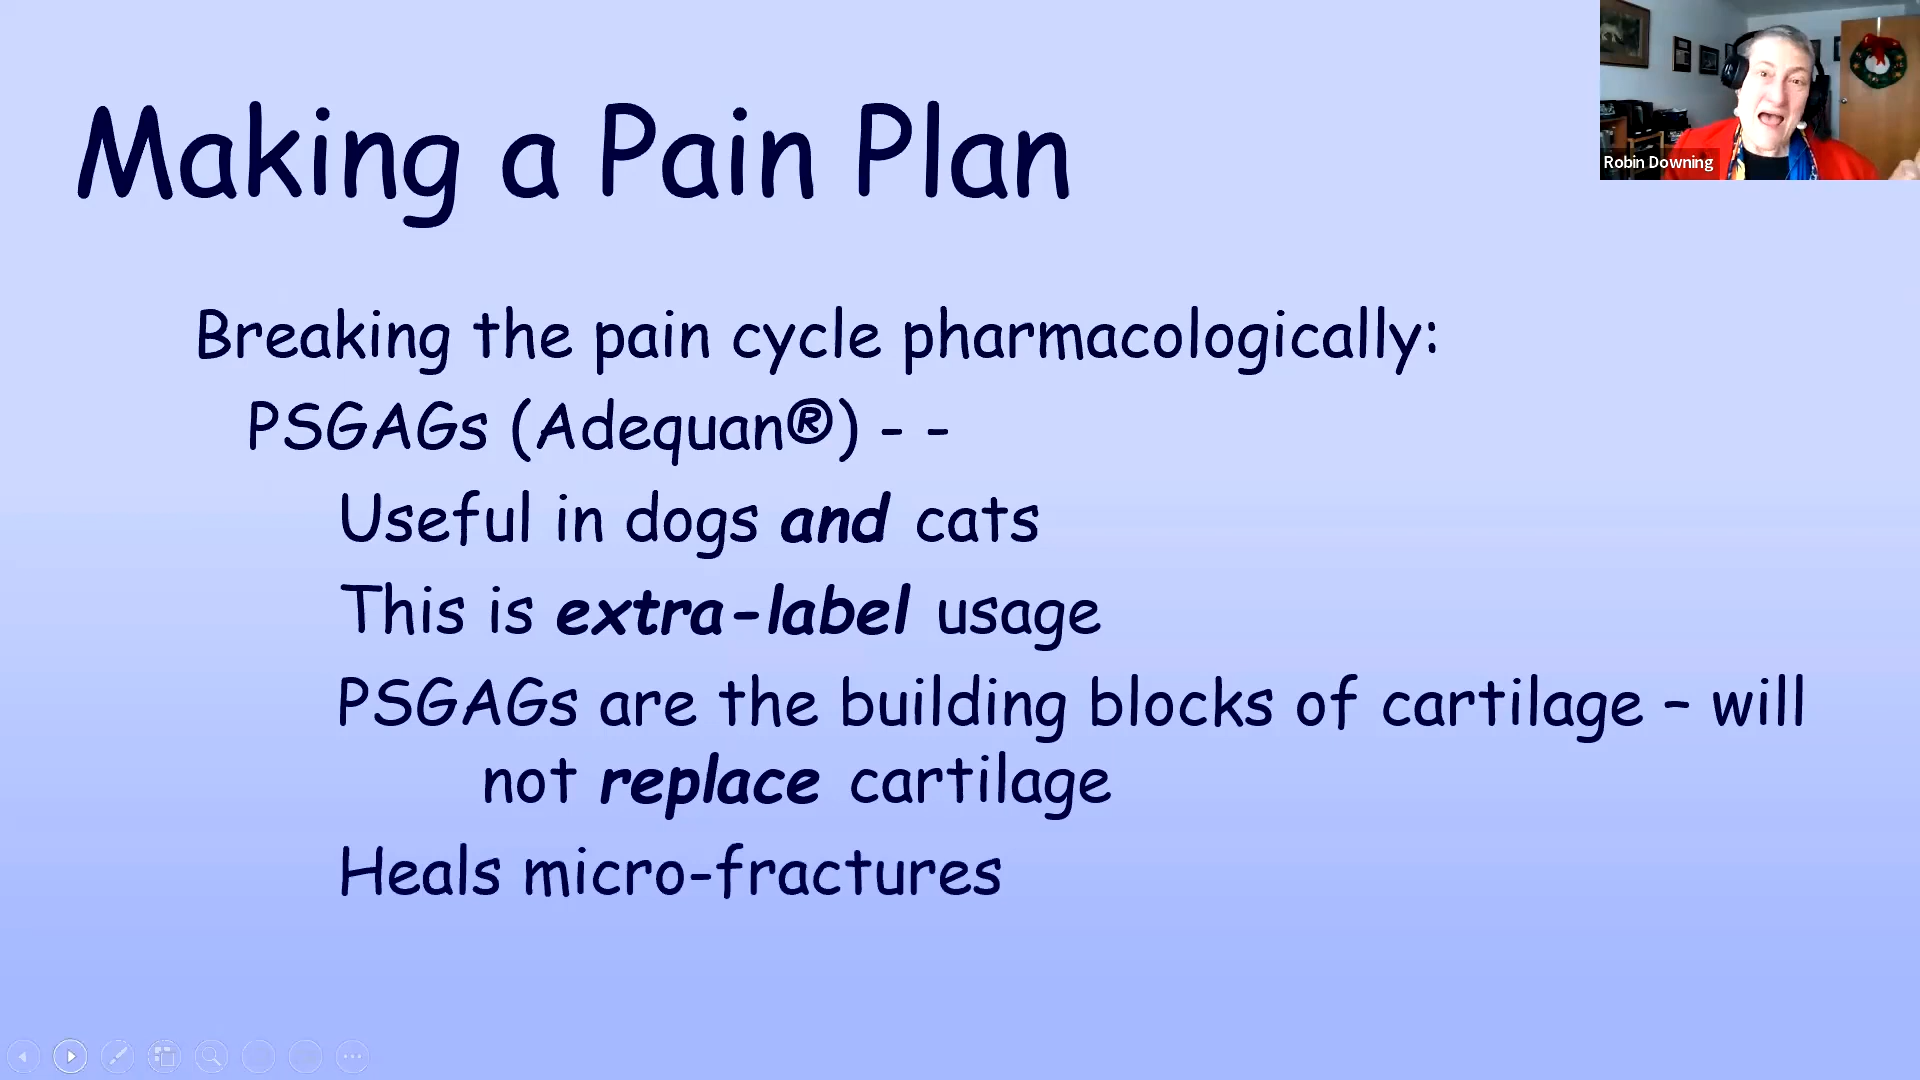 Making a Pain Plan
Robin Downing
Breaking the pain cycle pharmacologically:
PSGAGs (Adequan®) - -
Useful in dogs and cats
This is extra-label usage
PSGAGs are the building blocks of cartilage – will
not replace cartilage
Heals micro-fractures